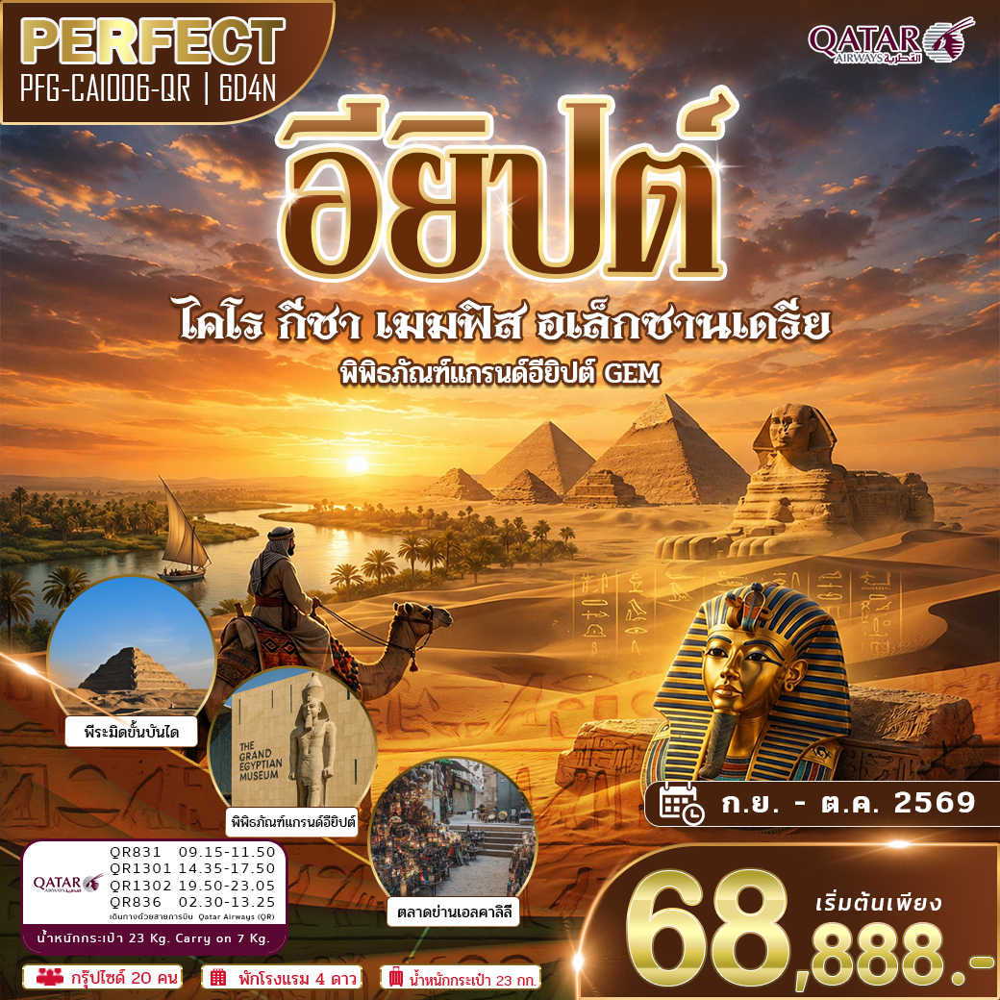 PERFECT
PFG-CAI006-QR | 6D4N
QATAR
AIRWAYS القطرية
อียิปต์
ไคโร กีซา เมมฟิส อเล็กซานเดรีย
พิพิธภัณฑ์แกรนด์อียิปต์ GEM
พีระมิดขั้นบันได
THE
GRAND
EGYPTIAN
MUSEUM
พิพิธภัณฑ์แกรนด์อียิปต์
ตลาดข่านเอลคาลิลี
ก.ย. - ต.ค. 2569
QATAR
AIRWAYS القطرية
QR831 09.15-11.50
QR1301 14.35-17.50
QR1302 19.50-23.05
QR836 02.30-13.25
เดินทางด้วยสายการบิน Qatar Airways (QR)
น้ำหนักกระเป๋า 23 Kg. Carry on 7 Kg.
เริ่มต้นเพียง
68,888.-
กรุ๊ปไซด์ 20 คน
พักโรงแรม 4 ดาว
น้ำหนักกระเป๋า 23 กก.